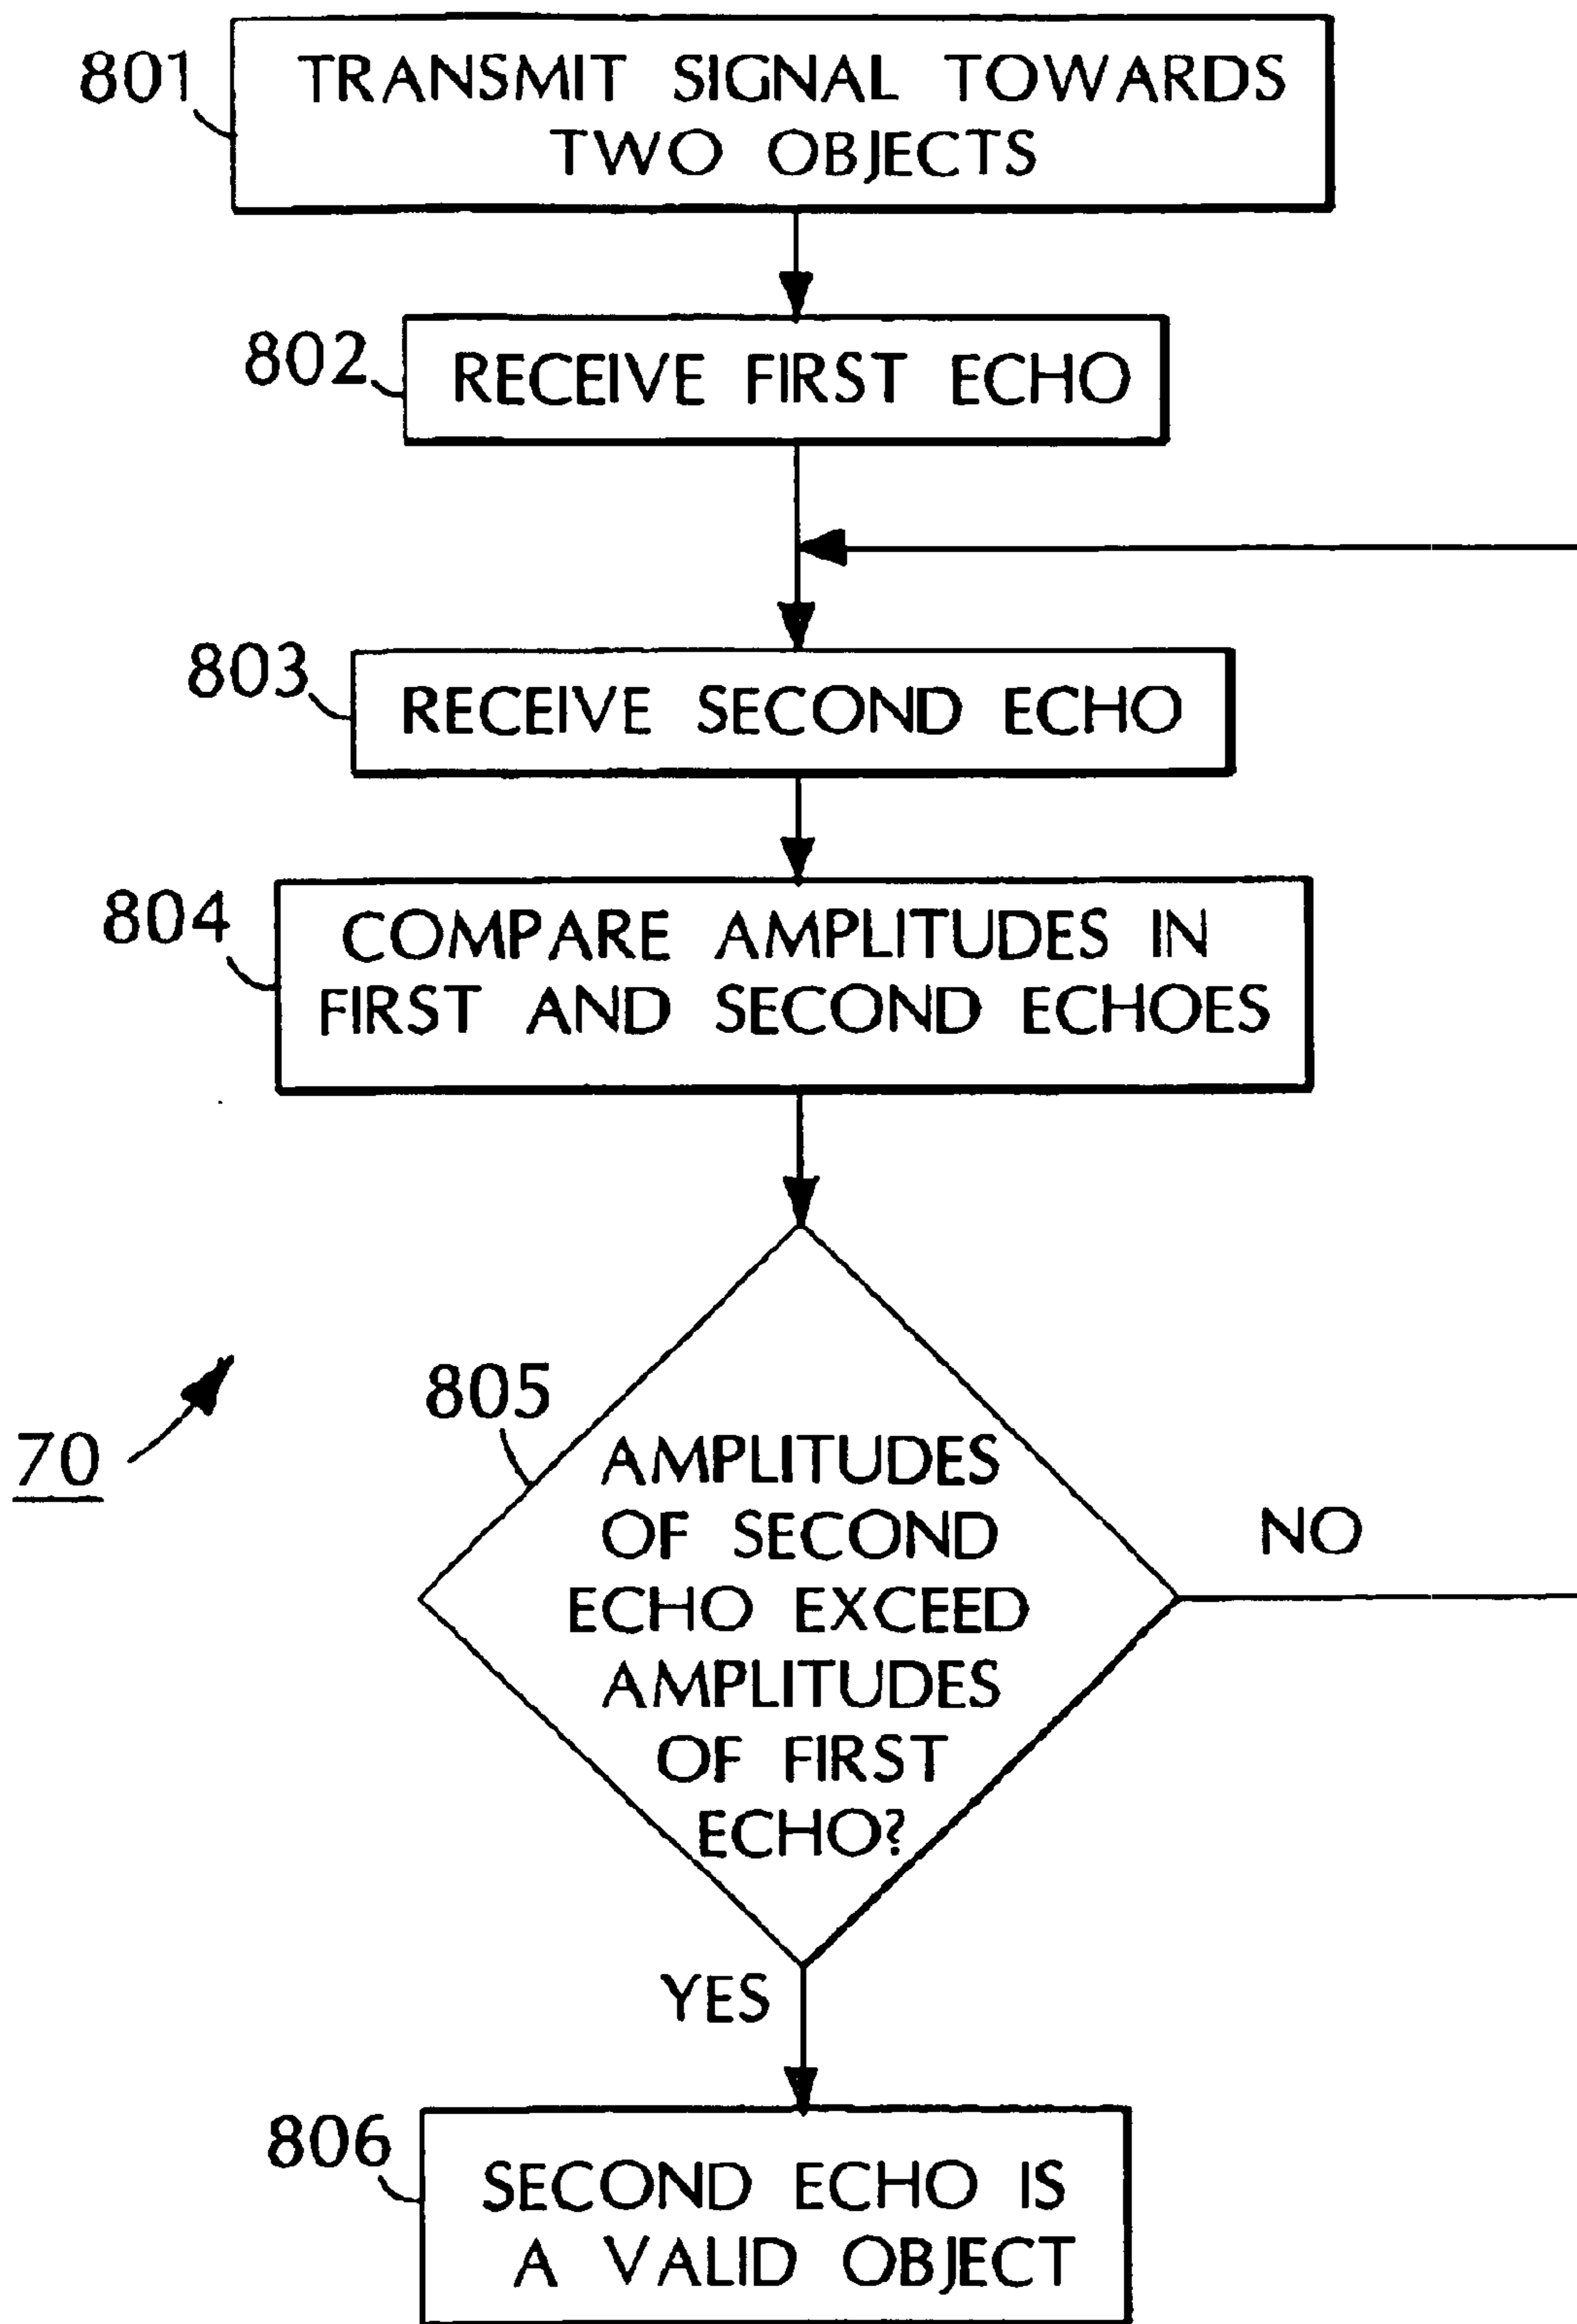 801
TRANSMIT SIGNAL TOWARDS
TWO OBJECTS
802
RECEIVE FIRST ECHO
803
RECEIVE SECOND ECHO
804
COMPARE AMPLITUDES IN
FIRST AND SECOND ECHOES
70
805
AMPLITUDES
OF SECOND
ECHO EXCEED
AMPLITUDES
OF FIRST
ECHO?
NO
YES
806
SECOND ECHO IS
A VALID OBJECT